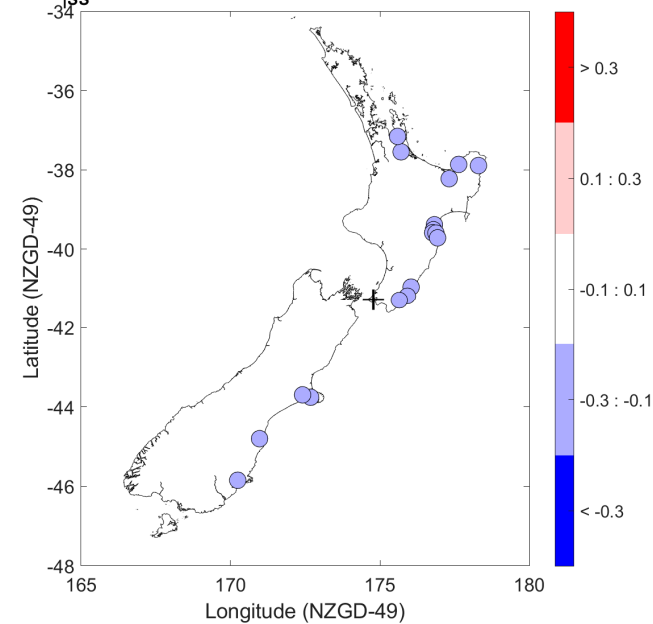 -34
-36
-38
-40
-42
-44
-46
-48
165
170
175
180
Longitude (NZGD-49)
Latitude (NZGD-49)
> 0.3
0.1 : 0.3
-0.1 : 0.1
-0.3 : -0.1
< -0.3